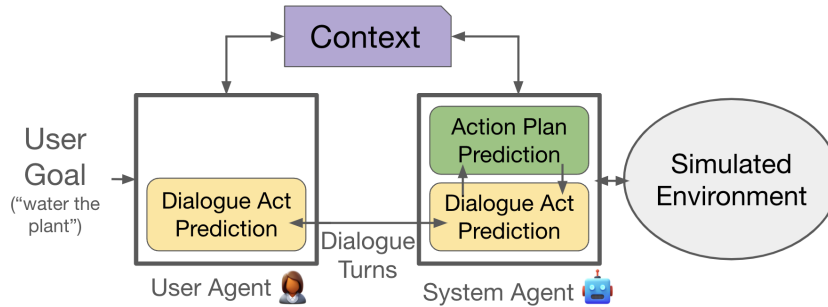 Context
User
Goal
("water the
plant")
Dialogue Act
Prediction
User Agent
Dialogue
Turns
Action Plan
Prediction
Dialogue Act
Prediction
System Agent
Simulated
Environment